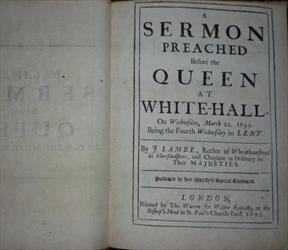 A
SERMON
PREACHED
Before the
QUEEN
AT
WHITE-HALL.
On Wednesday, March 22. 1692.
Being the Fourth Wednesday in LENT.
By J. LAMBE, Rector of Wheathamstead
in Hertfordshire, and Chaplain in Ordinary to
Their MAJESTIES.
Published by Her Majesty's Special Command.
LONDON,
Printed by Tho. Warren for Walter Kettilby, at the
Bishop's Head in St. Paul's Church-Yard, 1693.